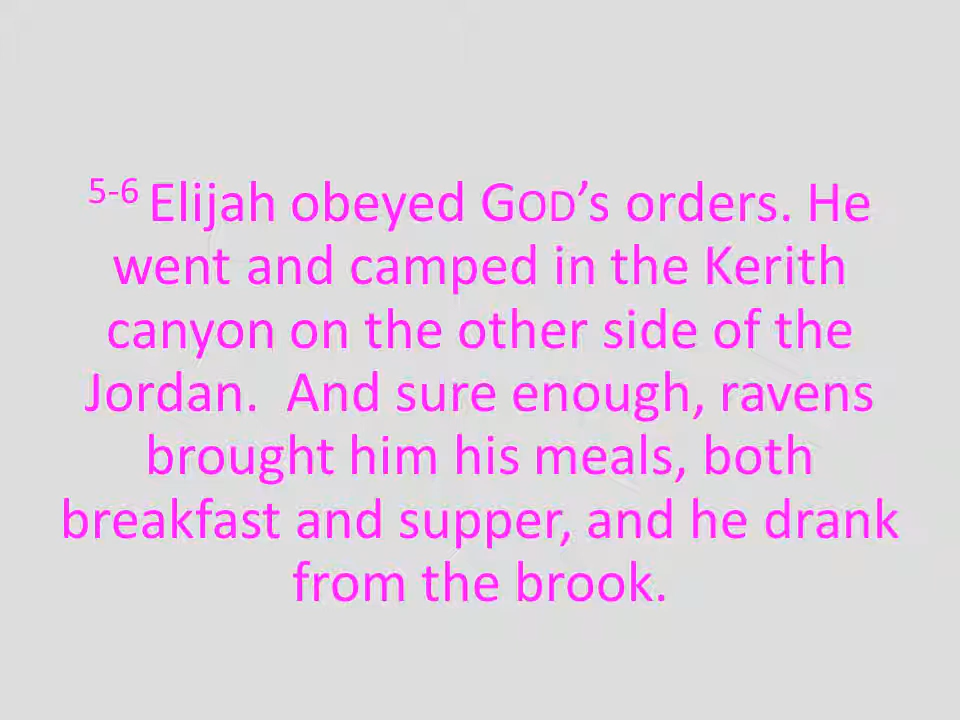 5-6 Elijah obeyed GOD’s orders. He
went and camped in the Kerith
canyon on the other side of the
Jordan.  And sure enough, ravens
brought him his meals, both
breakfast and supper, and he drank
from the brook.